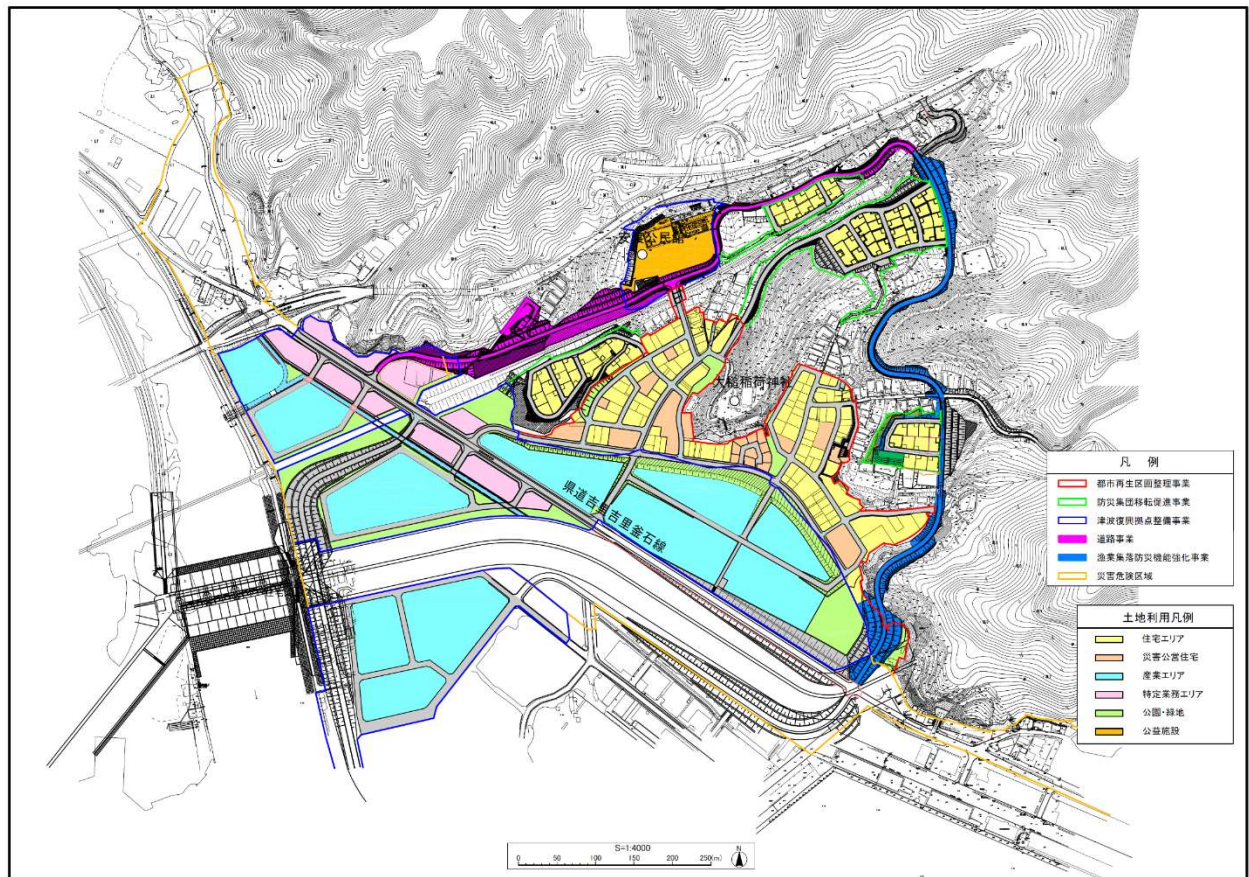 大槌稲荷神社
県道吉里吉里釜石線
凡 例
都市再生区画整理事業
防災集団移転促進事業
津波復興拠点整備事業
道路事業
漁業集落防災機能強化事業
災害危険区域
土地利用凡例
住宅エリア
災害公営住宅
産業エリア
特定業務エリア
公園・緑地
公益施設
S=1:4000
0 50 100 150 200 250(m)
N